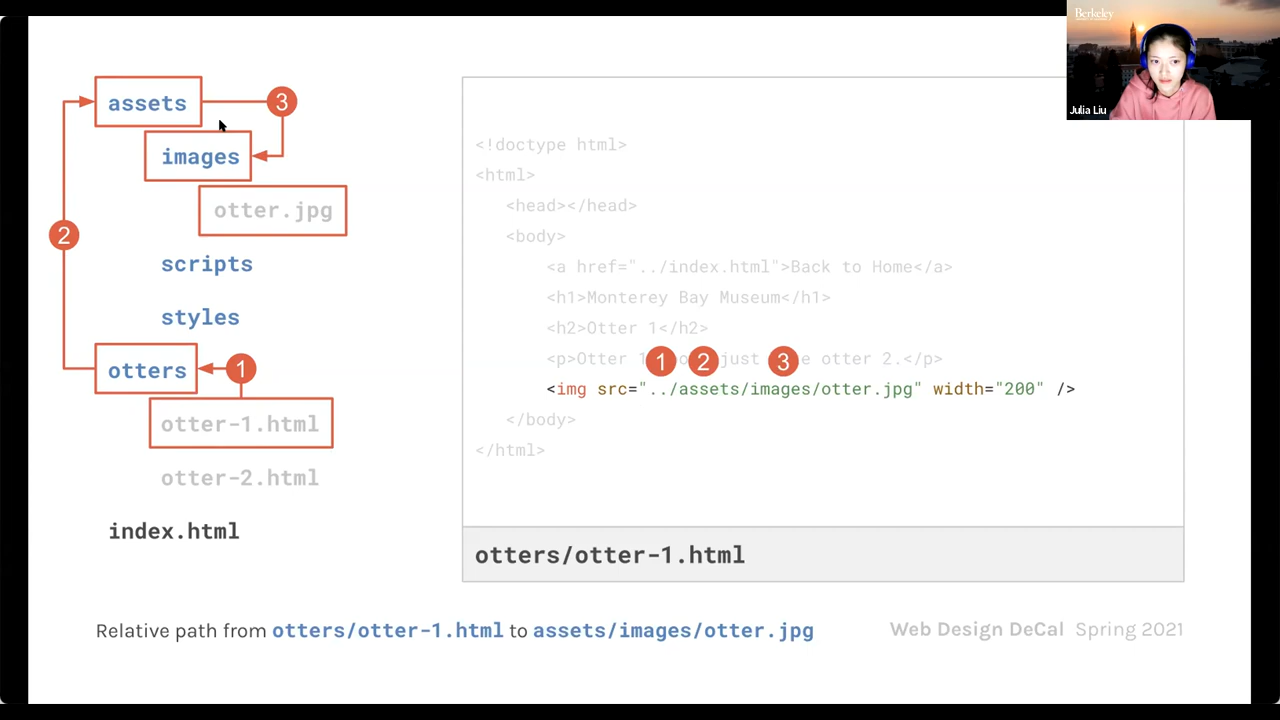 Berkeley
Julia Liu
assets
3
images
otter.jpg
2
scripts
styles
otters
1
otter-1.html
otter-2.html
index.html
<!doctype html>
<html>
<head></head>
<body>
<a href="../index.html">Back to Home</a>
<h1>Monterey Bay Museum</h1>
<h2>Otter 1</h2>
<p>Otter 1 just otter 2.</p>
1 2 3
<img src="../assets/images/otter.jpg" width="200" />
</body>
</html>
otters/otter-1.html
Relative path from otters/otter-1.html to assets/images/otter.jpg
Web Design DeCal Spring 2021